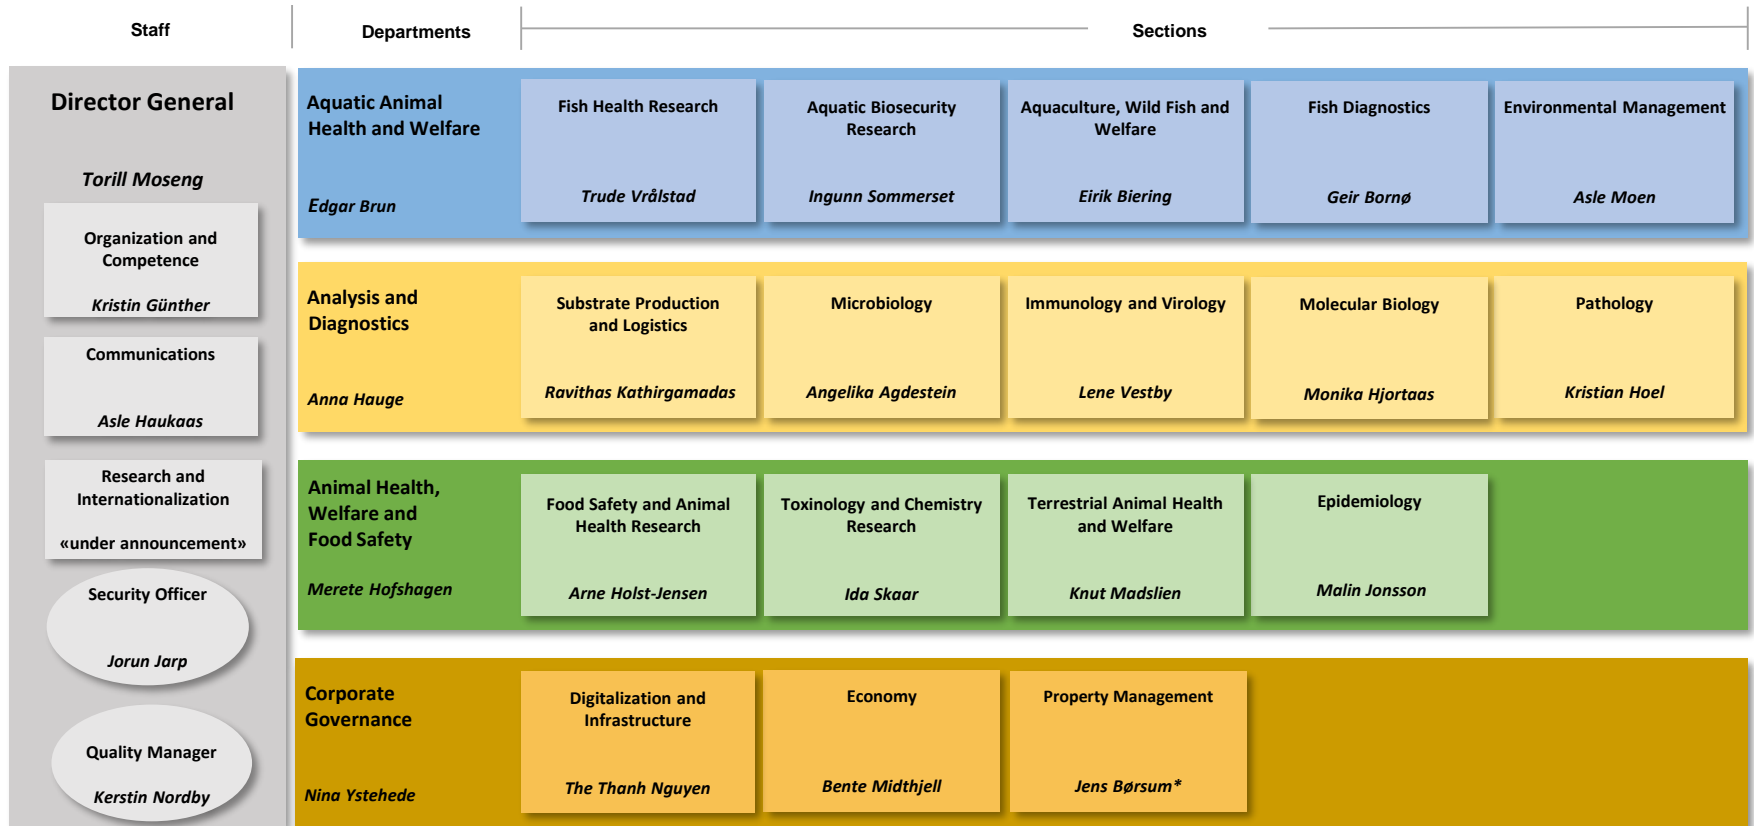 Staff
Departments
Sections
Director General
Torill Moseng
Organization and
Competence
Kristin Günther
Communications
Asle Haukaas
Research and
Internationalization
«under announcement»
Security Officer
Jorun Jarp
Quality Manager
Kerstin Nordby
Aquatic Animal
Health and Welfare
Edgar Brun
Fish Health Research
Trude Vrålstad
Aquatic Biosecurity
Research
Ingunn Sommerset
Aquaculture, Wild Fish and
Welfare
Eirik Biering
Fish Diagnostics
Geir Bornø
Environmental Management
Asle Moen
Analysis and
Diagnostics
Anna Hauge
Substrate Production
and Logistics
Ravithas Kathirgamadas
Microbiology
Angelika Agdestein
Immunology and Virology
Lene Vestby
Molecular Biology
Monika Hjortaas
Pathology
Kristian Hoel
Animal Health,
Welfare and
Food Safety
Merete Hofshagen
Food Safety and Animal
Health Research
Arne Holst-Jensen
Toxinology and Chemistry
Research
Ida Skaar
Terrestrial Animal Health
and Welfare
Knut Madslien
Epidemiology
Malin Jonsson
Corporate
Governance
Nina Ystehede
Digitalization and
Infrastructure
The Thanh Nguyen
Economy
Bente Midthjell
Property Management
Jens Børsum*